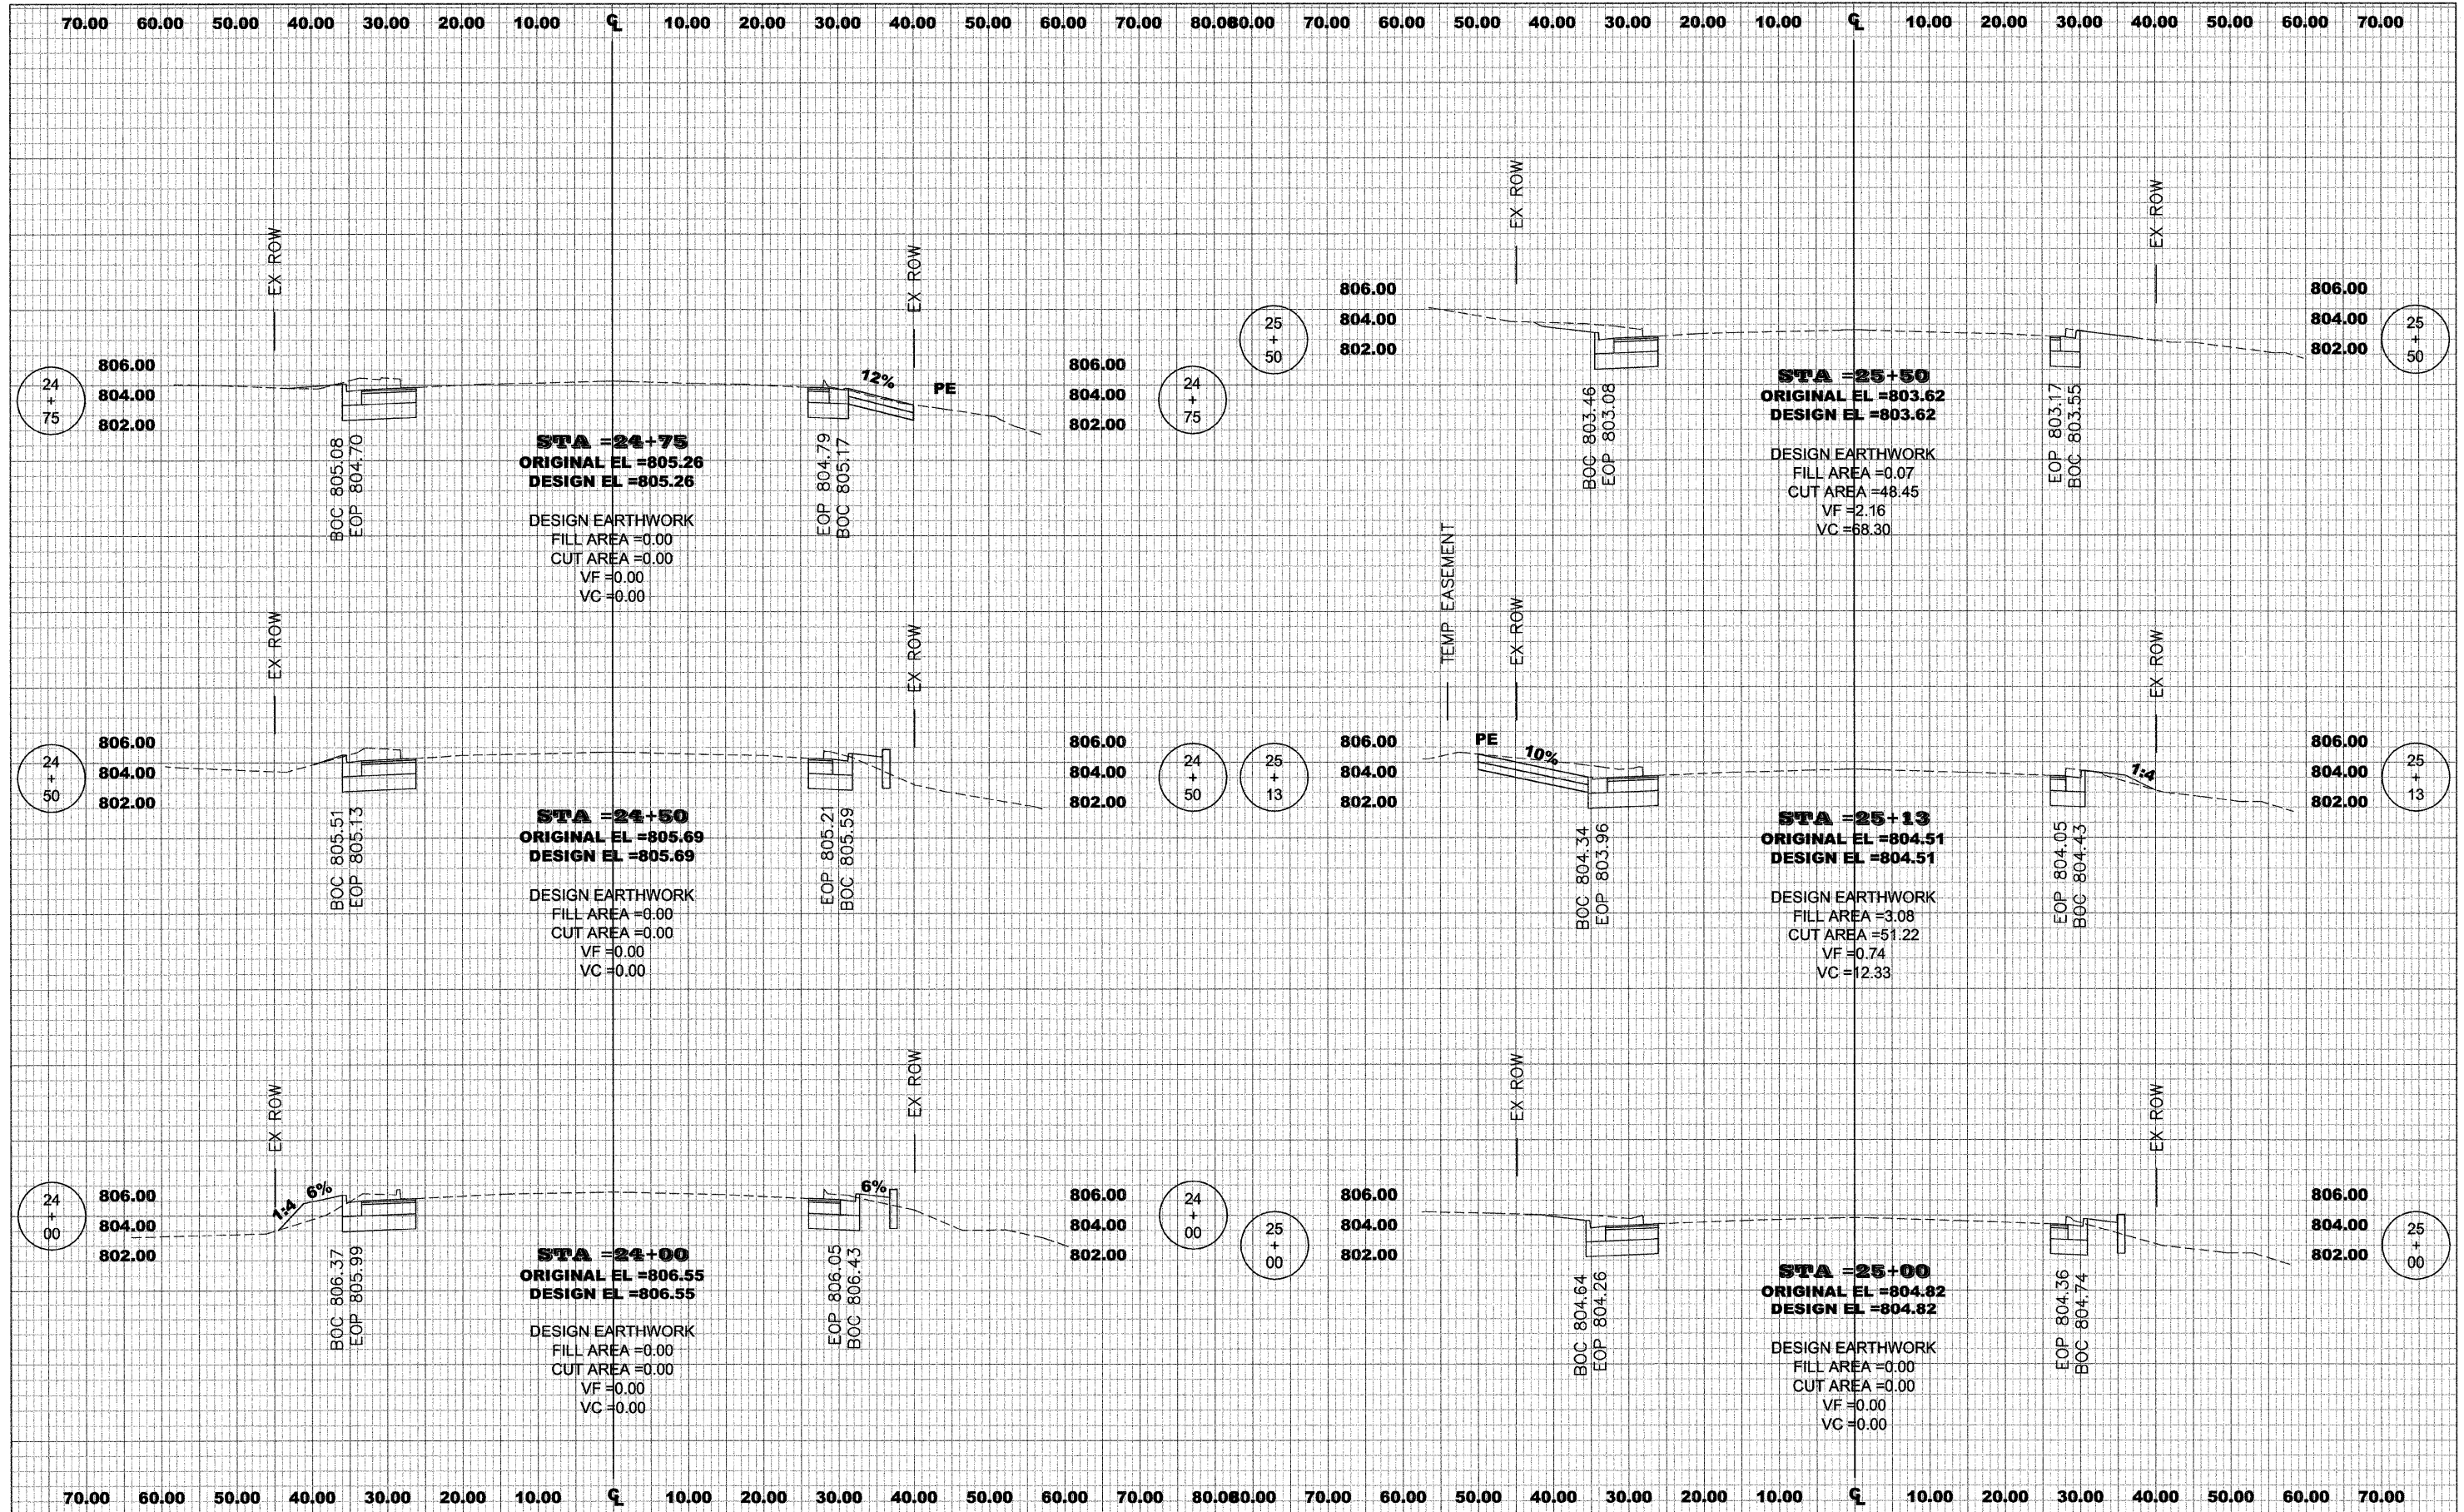 70.00 60.00 50.00 40.00 30.00 20.00 10.00 ℄ 10.00 20.00 30.00 40.00 50.00 60.00 70.00 80.00 80.00 70.00 60.00 50.00 40.00 30.00 20.00 10.00 ℄ 10.00 20.00 30.00 40.00 50.00 60.00 70.00
EX ROW
EX ROW
24
+
75
806.00
804.00
802.00
12%
PE
806.00
804.00
802.00
24
+
75
BOC 805.08
EOP 804.70
EOP 804.79
BOC 805.17
STA =24+75
ORIGINAL EL =805.26
DESIGN EL =805.26
DESIGN EARTHWORK
FILL AREA =0.00
CUT AREA =0.00
VF =0.00
VC =0.00
EX ROW
EX ROW
24
+
50
806.00
804.00
802.00
806.00
804.00
802.00
24
+
50
BOC 805.51
EOP 805.13
EOP 805.21
BOC 805.59
STA =24+50
ORIGINAL EL =805.69
DESIGN EL =805.69
DESIGN EARTHWORK
FILL AREA =0.00
CUT AREA =0.00
VF =0.00
VC =0.00
EX ROW
EX ROW
24
+
00
806.00
804.00
802.00
1:4
6%
6%
806.00
804.00
802.00
24
+
00
BOC 806.37
EOP 805.99
EOP 806.05
BOC 806.43
STA =24+00
ORIGINAL EL =806.55
DESIGN EL =806.55
DESIGN EARTHWORK
FILL AREA =0.00
CUT AREA =0.00
VF =0.00
VC =0.00
EX ROW
EX ROW
25
+
50
806.00
804.00
802.00
806.00
804.00
802.00
25
+
50
BOC 803.46
EOP 803.08
EOP 803.17
BOC 803.55
STA =25+50
ORIGINAL EL =803.62
DESIGN EL =803.62
DESIGN EARTHWORK
FILL AREA =0.07
CUT AREA =48.45
VF =2.16
VC =68.30
TEMP EASEMENT
EX ROW
EX ROW
25
+
13
806.00
804.00
802.00
PE
10%
1:4
806.00
804.00
802.00
25
+
13
BOC 804.34
EOP 803.96
EOP 804.05
BOC 804.43
STA =25+13
ORIGINAL EL =804.51
DESIGN EL =804.51
DESIGN EARTHWORK
FILL AREA =3.08
CUT AREA =51.22
VF =0.74
VC =12.33
EX ROW
EX ROW
25
+
00
806.00
804.00
802.00
806.00
804.00
802.00
25
+
00
BOC 804.64
EOP 804.26
EOP 804.36
BOC 804.74
STA =25+00
ORIGINAL EL =804.82
DESIGN EL =804.82
DESIGN EARTHWORK
FILL AREA =0.00
CUT AREA =0.00
VF =0.00
VC =0.00
70.00 60.00 50.00 40.00 30.00 20.00 10.00 ℄ 10.00 20.00 30.00 40.00 50.00 60.00 70.00 80.00 80.00 70.00 60.00 50.00 40.00 30.00 20.00 10.00 ℄ 10.00 20.00 30.00 40.00 50.00 60.00 70.00